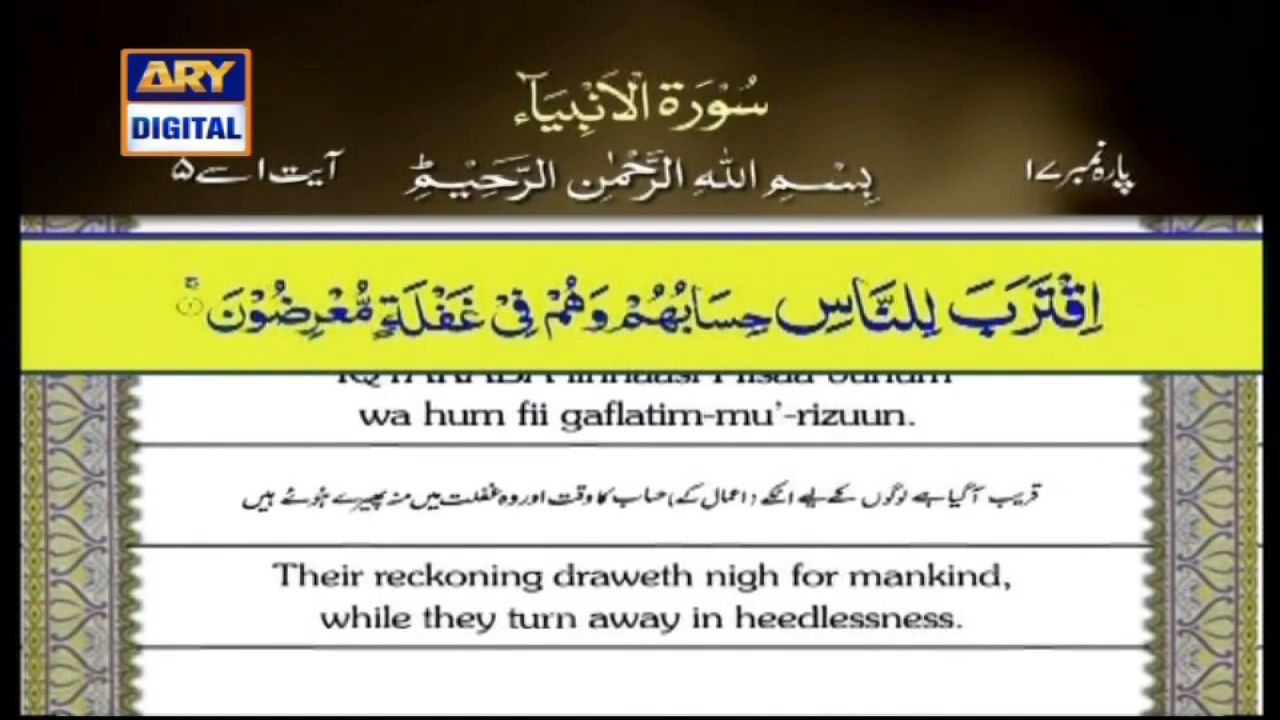 ARY
DIGITAL
سُوْرَةُ الْاَنْبِيَآء
پارہ نمبر ۱۷
بِسْمِ اللهِ الرَّحْمٰنِ الرَّحِيْمِ
آیت ۱ سے ۵
اِقْتَرَبَ لِلنَّاسِ حِسَابُهُمْ وَهُمْ فِيْ غَفْلَةٍ مُّعْرِضُوْنَ ۚ ﴿۱﴾
wa hum fii gaflatim-mu’-rizuun.
قریب آگیا ہے لوگوں کے لیے انکے (اعمال کے) حساب کا وقت اور وہ غفلت میں منہ پھیرے ہوئے ہیں
Their reckoning draweth nigh for mankind,
while they turn away in heedlessness.